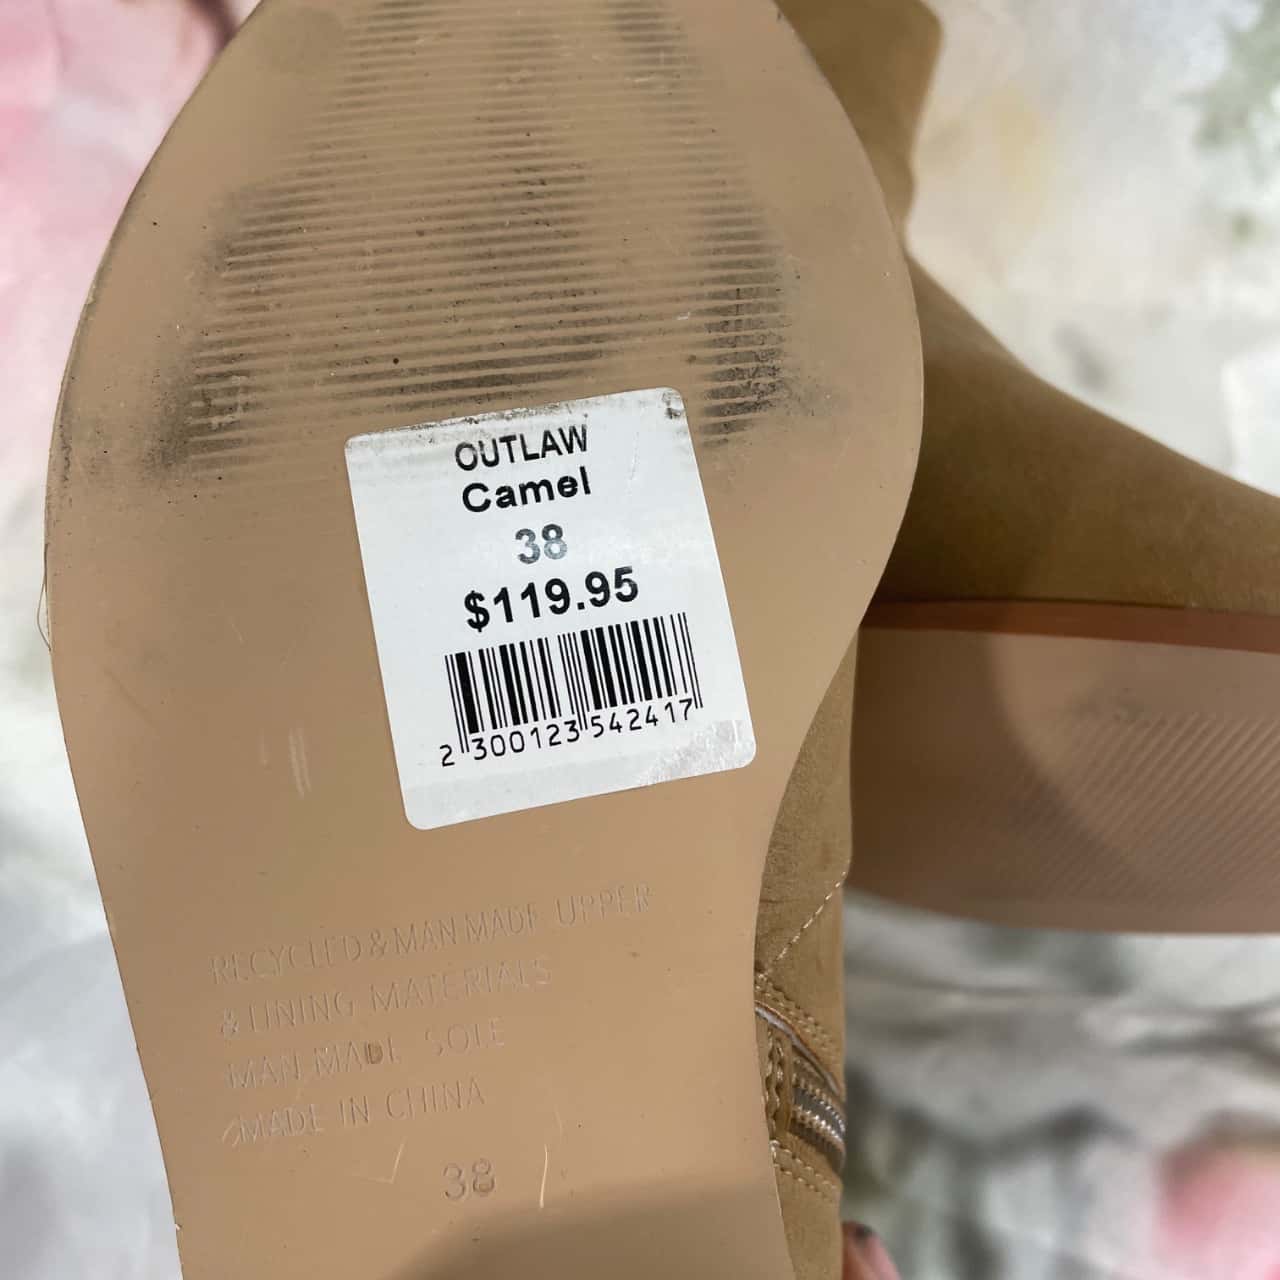 OUTLAW
Camel
38
$119.95
2 300123 542417
RECYCLED & MAN MADE UPPER
& LINING MATERIALS
MAN MADE SOLE
MADE IN CHINA
38